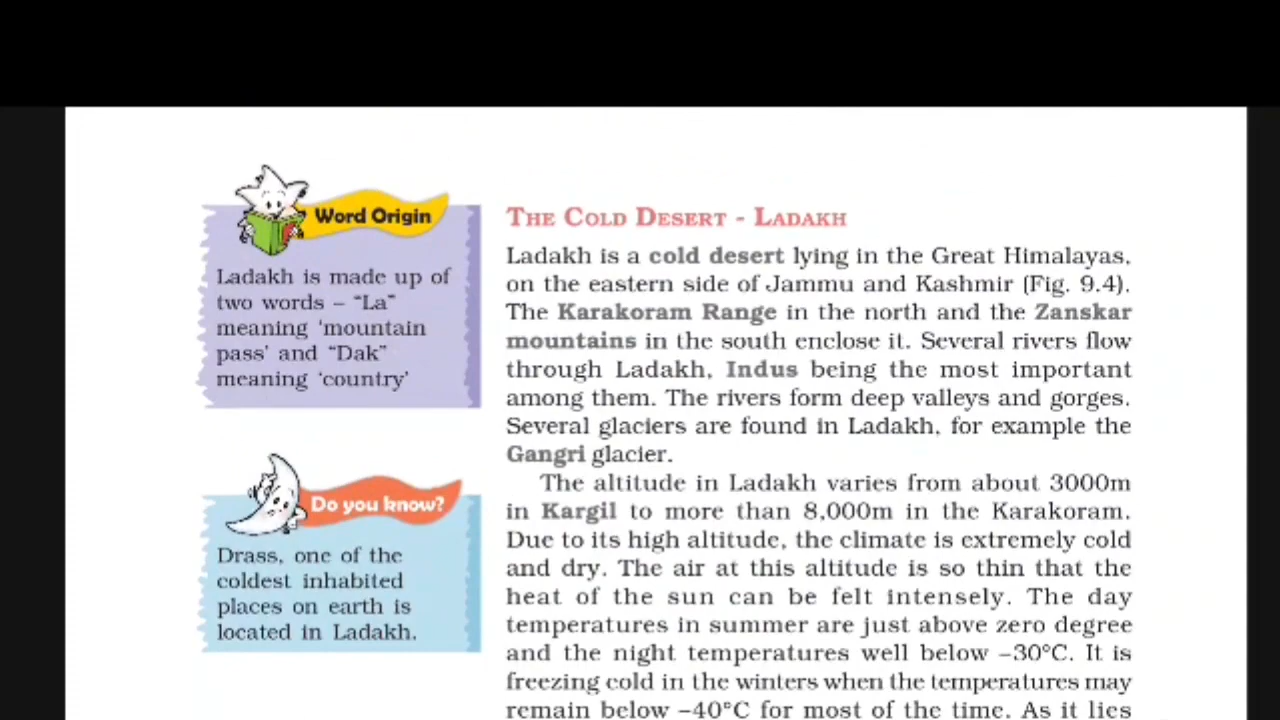 Word Origin
Ladakh is made up of
two words – “La”
meaning ‘mountain
pass’ and “Dak”
meaning ‘country’
Do you know?
Drass, one of the
coldest inhabited
places on earth is
located in Ladakh.
THE COLD DESERT - LADAKH
Ladakh is a cold desert lying in the Great Himalayas,
on the eastern side of Jammu and Kashmir (Fig. 9.4).
The Karakoram Range in the north and the Zanskar
mountains in the south enclose it. Several rivers flow
through Ladakh, Indus being the most important
among them. The rivers form deep valleys and gorges.
Several glaciers are found in Ladakh, for example the
Gangri glacier.
The altitude in Ladakh varies from about 3000m
in Kargil to more than 8,000m in the Karakoram.
Due to its high altitude, the climate is extremely cold
and dry. The air at this altitude is so thin that the
heat of the sun can be felt intensely. The day
temperatures in summer are just above zero degree
and the night temperatures well below –30°C. It is
freezing cold in the winters when the temperatures may
remain below –40°C for most of the time. As it lies